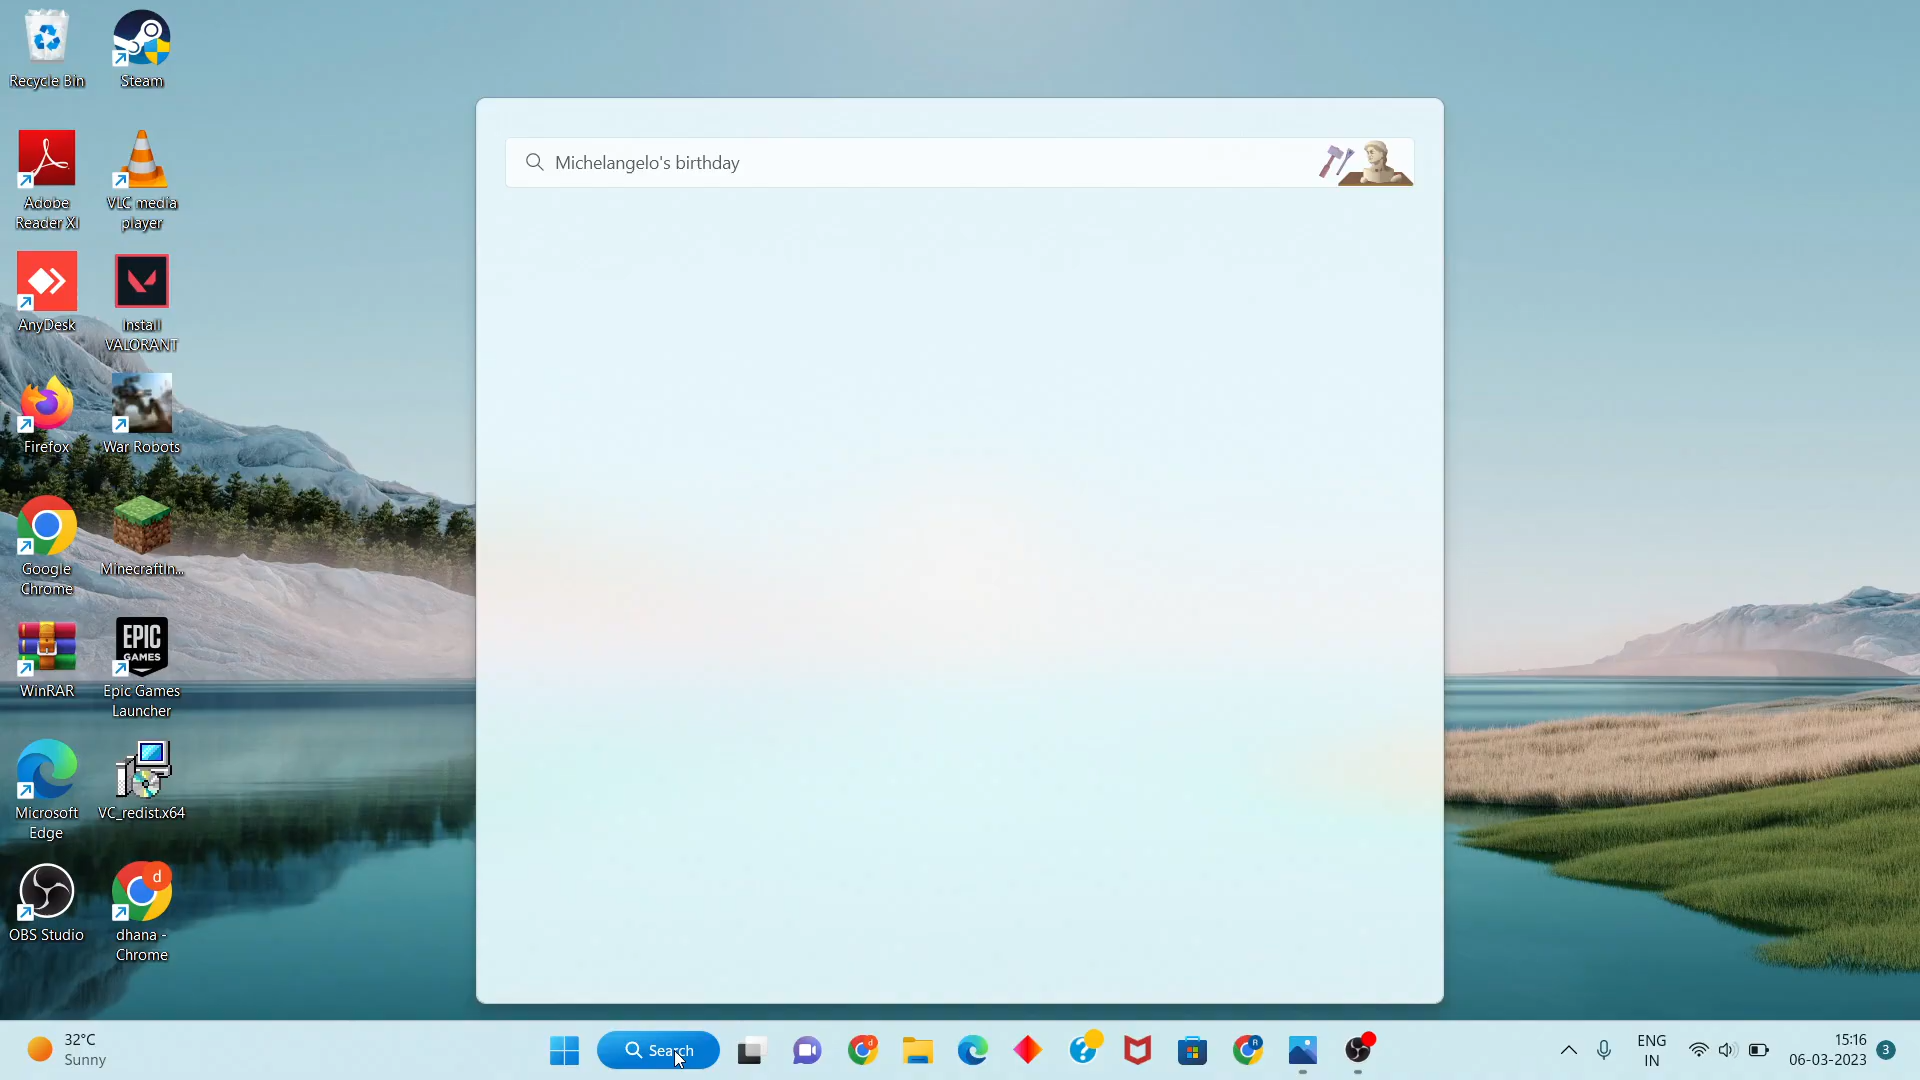 Recycle Bin
Steam
Adobe
Reader XI
VLC media
player
AnyDesk
Install
VALORANT
Firefox
War Robots
Google
Chrome
MinecraftIn...
WinRAR
EPIC
GAMES
Epic Games
Launcher
Microsoft
Edge
VC_redist.x64
OBS Studio
d
dhana -
Chrome
Michelangelo's birthday
32°C
Sunny
Search
d
R
ENG
IN
15:16
06-03-2023
3